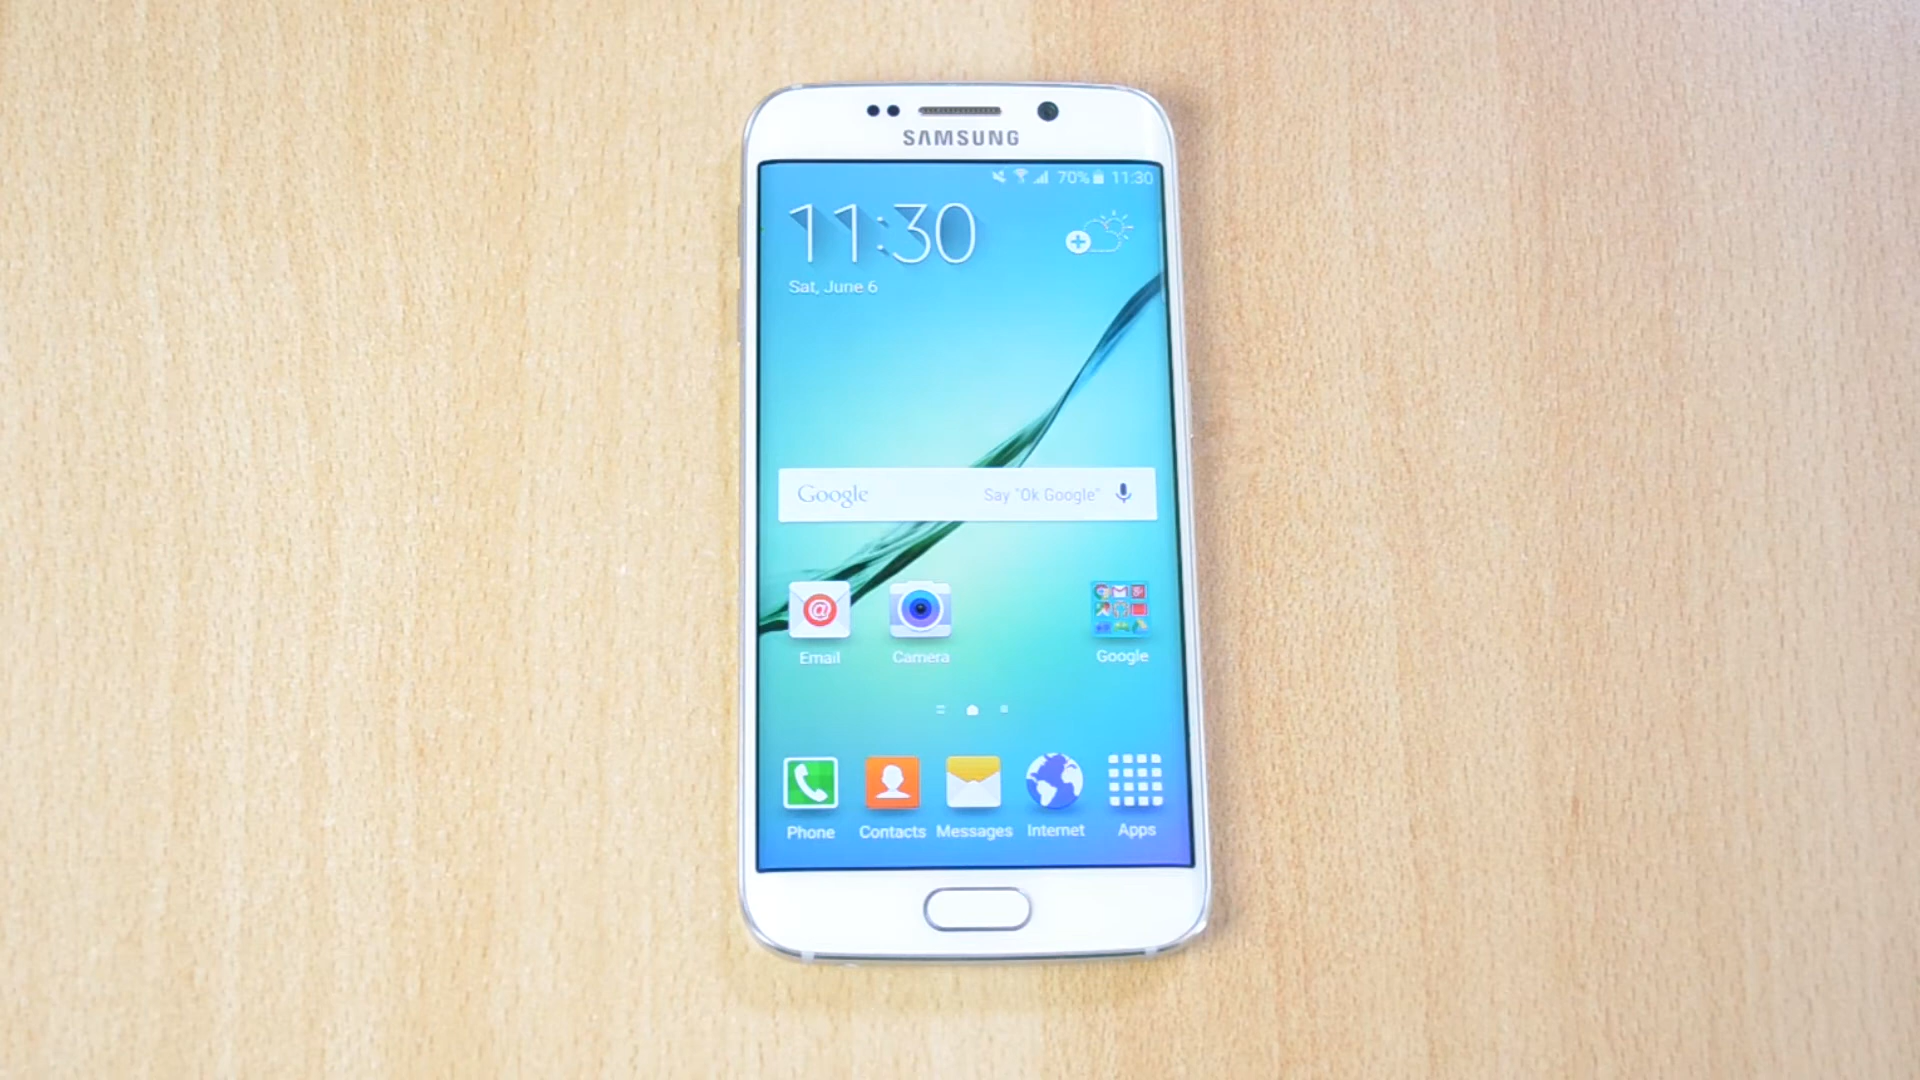 SAMSUNG
70% 11:30
11:30
Sat, June 6
Google Say "Ok Google"
Email Camera Google
Phone Contacts Messages Internet Apps